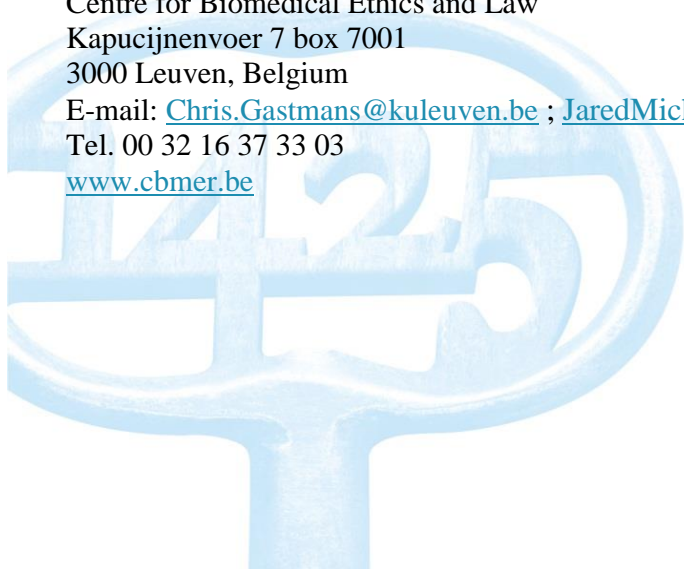 Centre for Biomedical Ethics and Law
Kapucijnenvoer 7 box 7001
3000 Leuven, Belgium
E-mail: Chris.Gastmans@kuleuven.be ;
Tel. 00 32 16 37 33 03
www.cbmer.be
1425